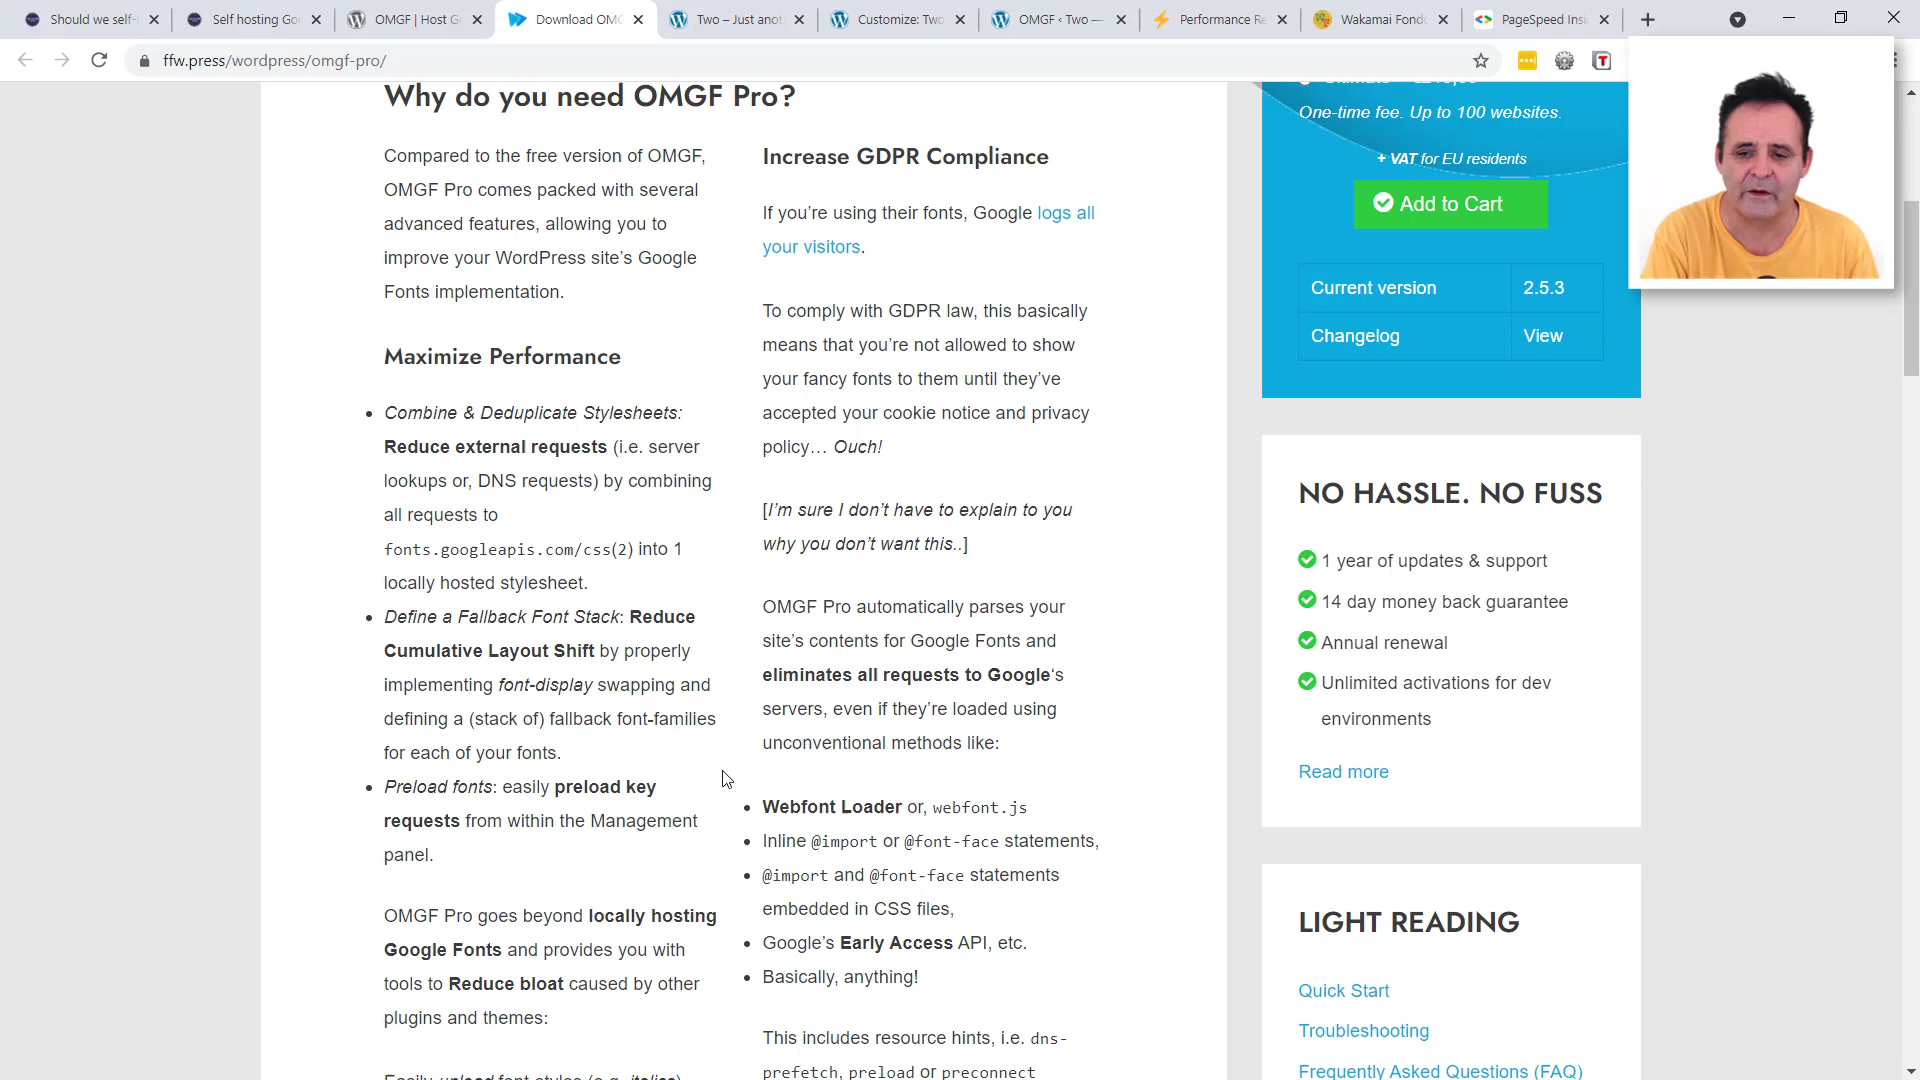 Should we self-
Self hosting Go
OMGF | Host G
Download OMG
Two – Just anot
Customize: Two
OMGF ‹ Two —
Performance Re
Wakamai Fondu
PageSpeed Insi
ffw.press/wordpress/omgf-pro/
Why do you need OMGF Pro?
Compared to the free version of OMGF,
OMGF Pro comes packed with several
advanced features, allowing you to
improve your WordPress site's Google
Fonts implementation.
Maximize Performance
• Combine & Deduplicate Stylesheets:
Reduce external requests (i.e. server
lookups or, DNS requests) by combining
all requests to
fonts.googleapis.com/css(2) into 1
locally hosted stylesheet.
• Define a Fallback Font Stack: Reduce
Cumulative Layout Shift by properly
implementing font-display swapping and
defining a (stack of) fallback font-families
for each of your fonts.
• Preload fonts: easily preload key
requests from within the Management
panel.
OMGF Pro goes beyond locally hosting
Google Fonts and provides you with
tools to Reduce bloat caused by other
plugins and themes:
Easily unload font styles (e.g. italics)
Increase GDPR Compliance
If you're using their fonts, Google logs all
your visitors.
To comply with GDPR law, this basically
means that you're not allowed to show
your fancy fonts to them until they've
accepted your cookie notice and privacy
policy… Ouch!
[I'm sure I don't have to explain to you
why you don't want this..]
OMGF Pro automatically parses your
site's contents for Google Fonts and
eliminates all requests to Google's
servers, even if they're loaded using
unconventional methods like:
• Webfont Loader or, webfont.js
• Inline @import or @font-face statements,
• @import and @font-face statements
embedded in CSS files,
• Google's Early Access API, etc.
• Basically, anything!
This includes resource hints, i.e. dns-
prefetch, preload or preconnect
One-time fee. Up to 100 websites.
+ VAT for EU residents
Add to Cart
Current version 2.5.3
Changelog View
NO HASSLE. NO FUSS
1 year of updates & support
14 day money back guarantee
Annual renewal
Unlimited activations for dev
environments
Read more
LIGHT READING
Quick Start
Troubleshooting
Frequently Asked Questions (FAQ)